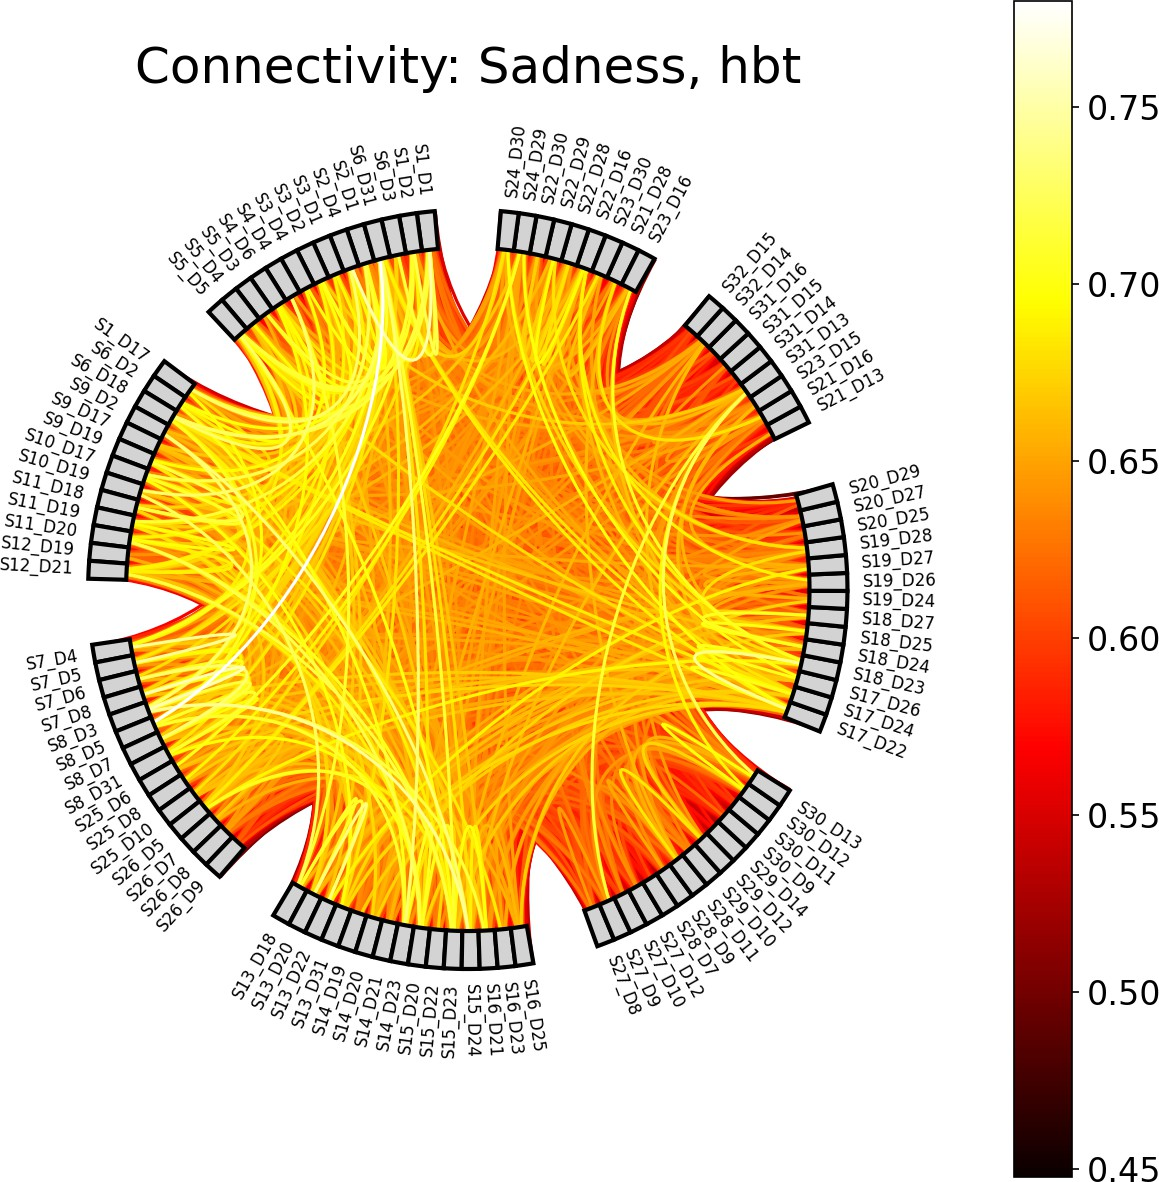 Connectivity: Sadness, hbt
S1_D1
S1_D2
S6_D3
S6_D31
S2_D1
S2_D4
S3_D1
S3_D2
S3_D4
S4_D4
S4_D6
S5_D3
S5_D4
S5_D5
S1_D17
S6_D2
S6_D18
S9_D2
S9_D17
S9_D19
S10_D17
S10_D19
S11_D18
S11_D19
S11_D20
S12_D19
S12_D21
S7_D4
S7_D5
S7_D6
S7_D8
S8_D3
S8_D5
S8_D7
S8_D31
S25_D6
S25_D8
S25_D10
S26_D5
S26_D7
S26_D8
S26_D9
S13_D18
S13_D20
S13_D22
S13_D31
S14_D19
S14_D20
S14_D21
S14_D23
S15_D20
S15_D22
S15_D23
S15_D24
S16_D21
S16_D23
S16_D25
S27_D8
S27_D9
S27_D10
S27_D12
S28_D7
S28_D9
S28_D11
S29_D10
S29_D12
S29_D14
S30_D9
S30_D11
S30_D12
S30_D13
S17_D22
S17_D24
S17_D26
S18_D23
S18_D24
S18_D25
S18_D27
S19_D24
S19_D26
S19_D27
S19_D28
S20_D25
S20_D27
S20_D29
S21_D13
S21_D16
S23_D15
S31_D13
S31_D14
S31_D15
S31_D16
S32_D14
S32_D15
S23_D16
S21_D28
S23_D30
S22_D16
S22_D28
S22_D29
S22_D30
S24_D29
S24_D30
0.75
0.70
0.65
0.60
0.55
0.50
0.45